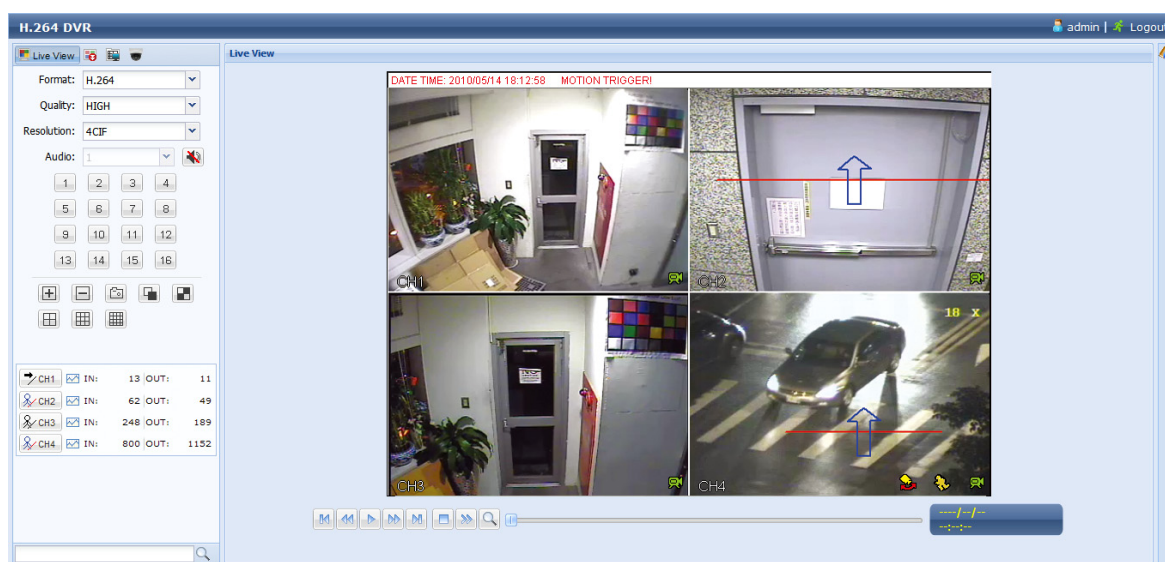 H.264 DVR
admin | Logout
Live View
Format: H.264
Quality: HIGH
Resolution: 4CIF
Audio: 1
1 2 3 4
5 6 7 8
9 10 11 12
13 14 15 16
CH1 IN: 13 OUT: 11
CH2 IN: 62 OUT: 49
CH3 IN: 248 OUT: 189
CH4 IN: 800 OUT: 1152
Live View
DATE TIME: 2010/05/14 18:12:58 MOTION TRIGGER!
CH1
CH2
CH3
18 X
CH4
----/--/--
--:--:--